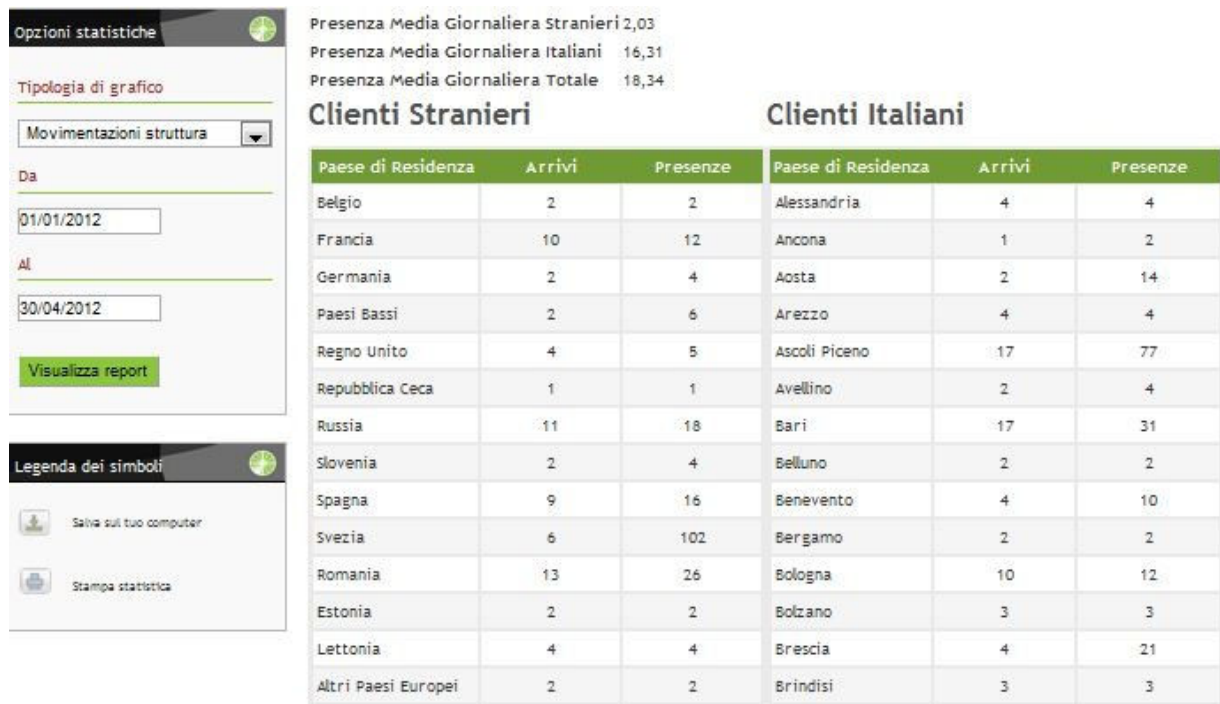 Opzioni statistiche
Tipologia di grafico
Movimentazioni struttura
Da
01/01/2012
Al
30/04/2012
Visualizza report
Legenda dei simboli
Salva sul tuo computer
Stampa statistica
Presenza Media Giornaliera Stranieri 2,03
Presenza Media Giornaliera Italiani 16,31
Presenza Media Giornaliera Totale 18,34
Clienti Stranieri
Paese di Residenza Arrivi Presenze
Belgio 2 2
Francia 10 12
Germania 2 4
Paesi Bassi 2 6
Regno Unito 4 5
Repubblica Ceca 1 1
Russia 11 18
Slovenia 2 4
Spagna 9 16
Svezia 6 102
Romania 13 26
Estonia 2 2
Lettonia 4 4
Altri Paesi Europei 2 2
Clienti Italiani
Paese di Residenza Arrivi Presenze
Alessandria 4 4
Ancona 1 2
Aosta 2 14
Arezzo 4 4
Ascoli Piceno 17 77
Avellino 2 4
Bari 17 31
Belluno 2 2
Benevento 4 10
Bergamo 2 2
Bologna 10 12
Bolzano 3 3
Brescia 4 21
Brindisi 3 3